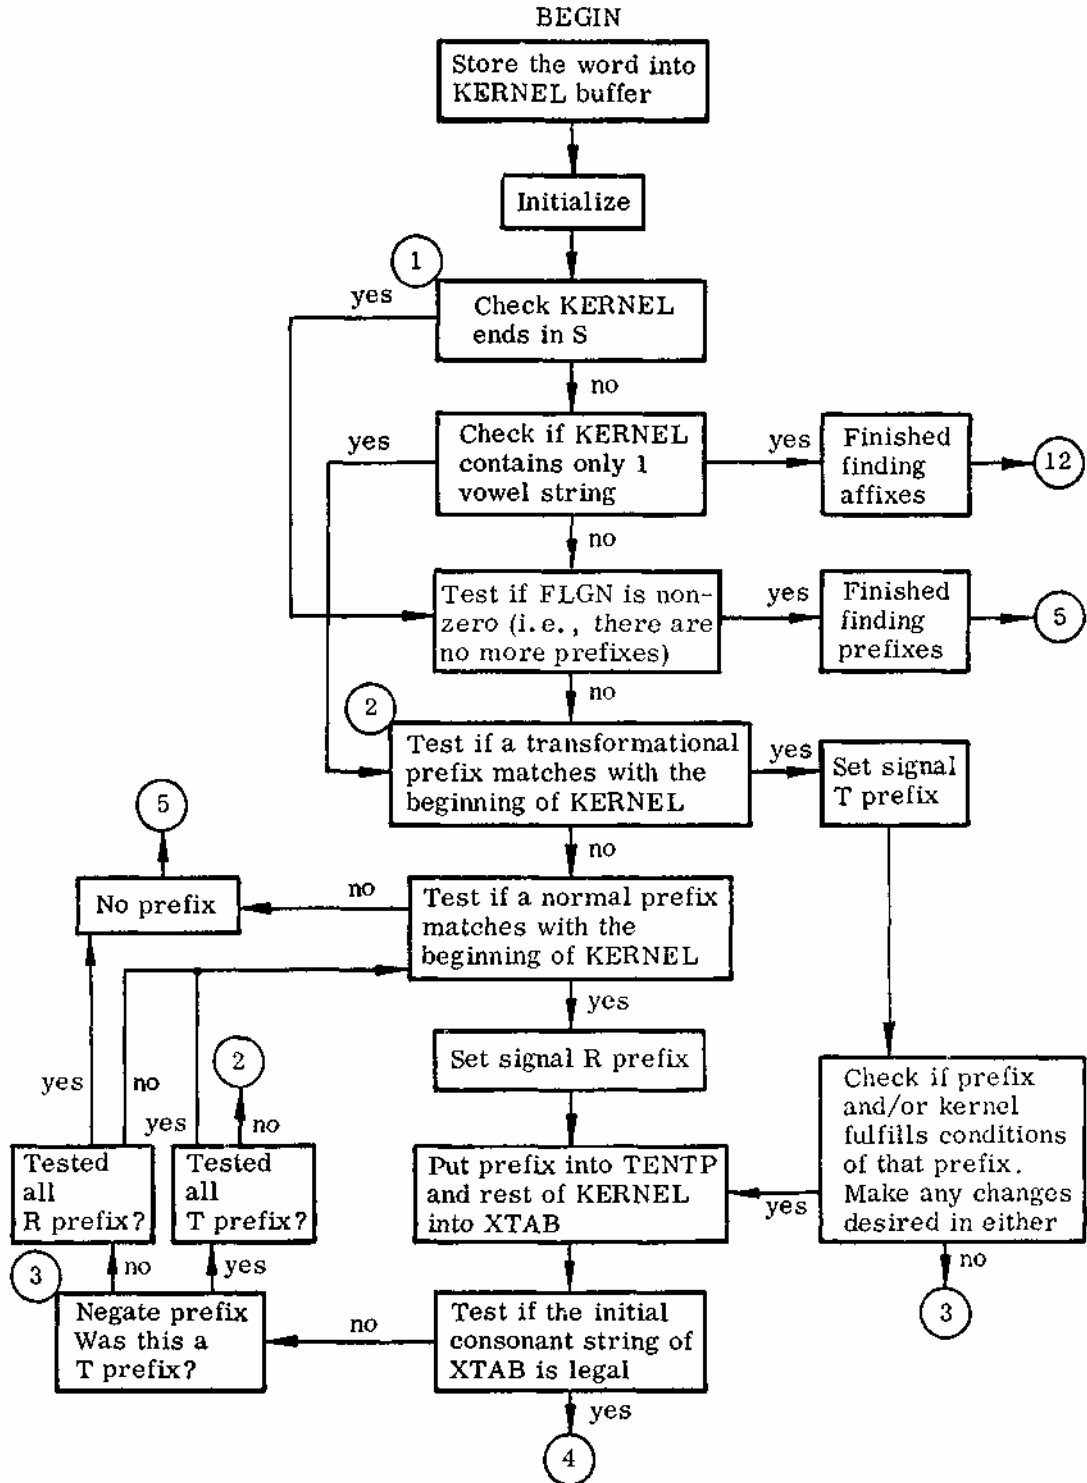 BEGIN
Store the word into
KERNEL buffer
Initialize
1
yes
Check KERNEL
ends in S
no
yes
Check if KERNEL
contains only 1
vowel string
yes
Finished
finding
affixes
12
no
Test if FLGN is non-
zero (i.e., there are
no more prefixes)
yes
Finished
finding
prefixes
5
no
2
Test if a transformational
prefix matches with the
beginning of KERNEL
yes
Set signal
T prefix
5
no
No prefix
no
Test if a normal prefix
matches with the
beginning of KERNEL
yes
Set signal R prefix
2
yes
no
yes
no
Check if prefix
and/or kernel
fulfills conditions
of that prefix.
Make any changes
desired in either
Tested
all
R prefix?
Tested
all
T prefix?
Put prefix into TENTP
and rest of KERNEL
into XTAB
yes
no
3
no
yes
3
Negate prefix
Was this a
T prefix?
no
Test if the initial
consonant string of
XTAB is legal
yes
4